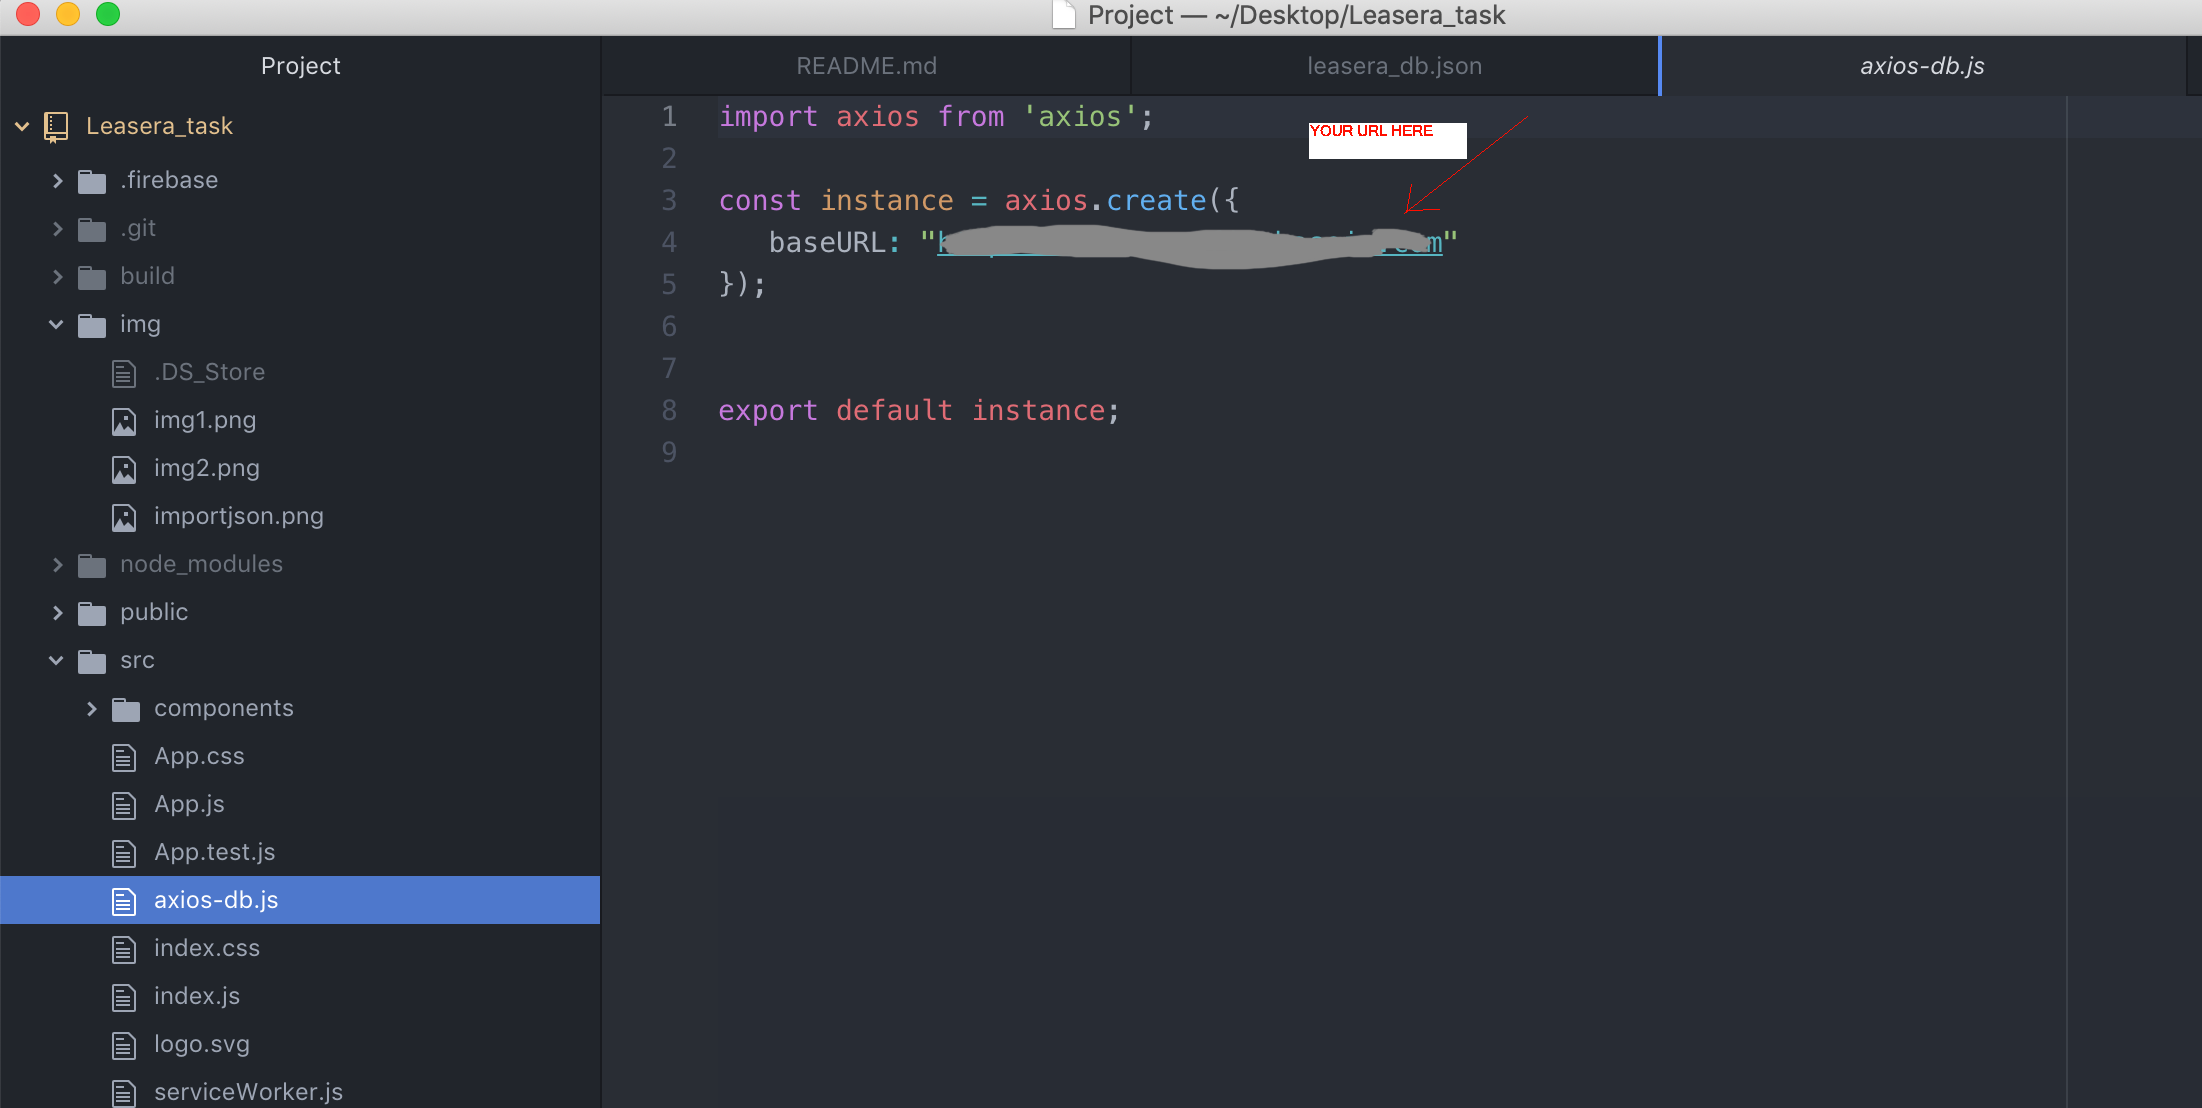 Project — ~/Desktop/Leasera_task
Project
Leasera_task
.firebase
.git
build
img
.DS_Store
img1.png
img2.png
importjson.png
node_modules
public
src
components
App.css
App.js
App.test.js
axios-db.js
index.css
index.js
logo.svg
serviceWorker.js
README.md
leasera_db.json
axios-db.js
1 import axios from 'axios';
YOUR URL HERE
2
3 const instance = axios.create({
4 baseURL: "
5 });
6
7
8 export default instance;
9